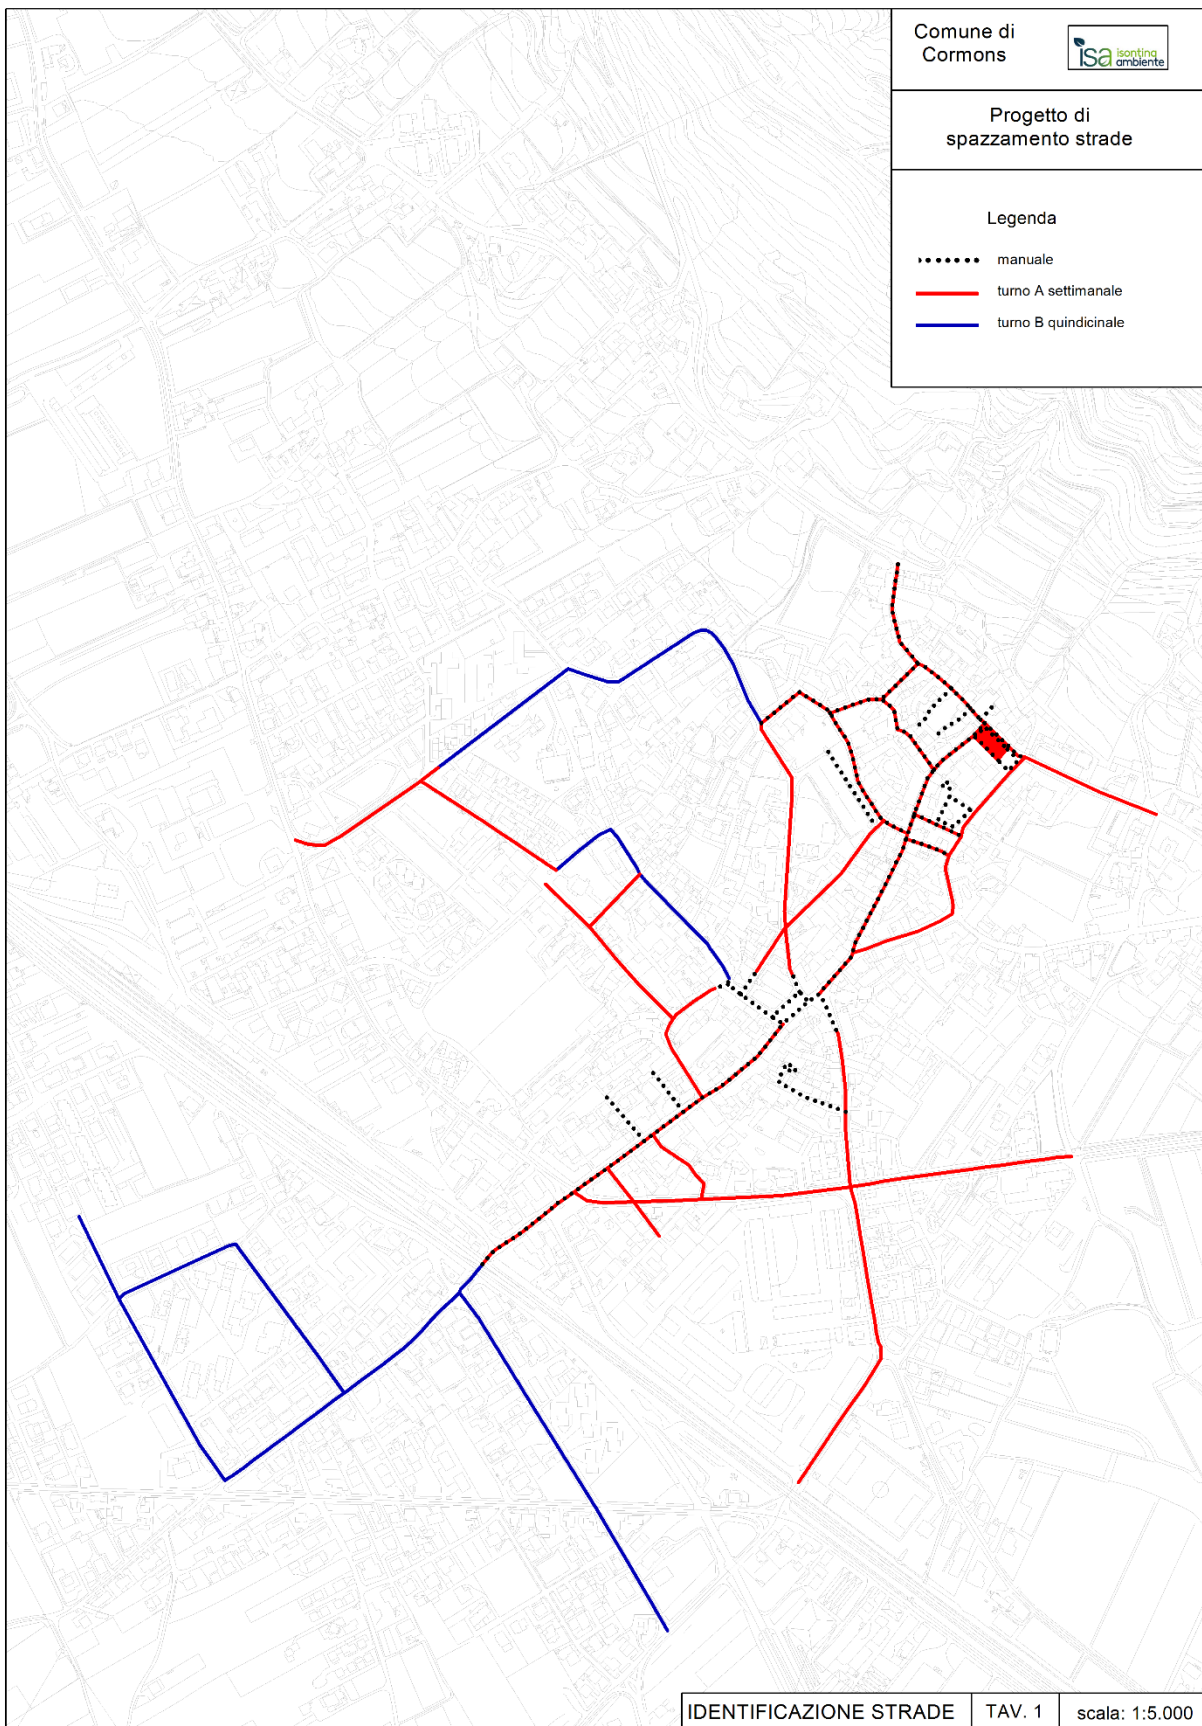 Comune di
Cormons
isa isontina
ambiente
Progetto di
spazzamento strade
Legenda
manuale
turno A settimanale
turno B quindicinale
IDENTIFICAZIONE STRADE
TAV. 1
scala: 1:5.000